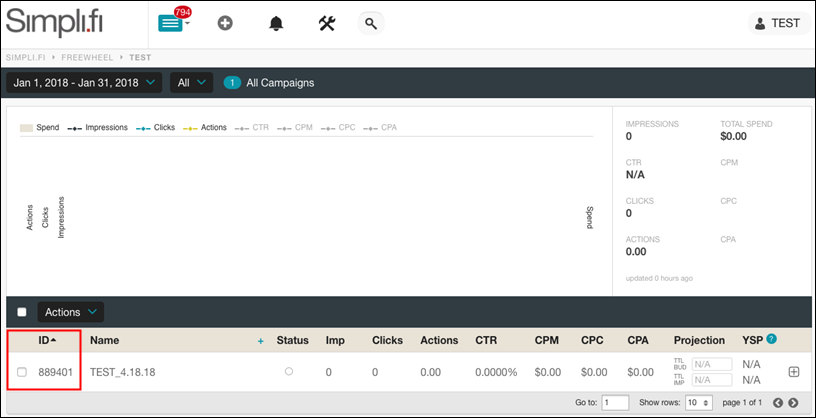 Simpli.fi 794 TEST
SIMPLI.FI FREEWHEEL TEST
Jan 1, 2018 - Jan 31, 2018 All 1 All Campaigns
Spend Impressions Clicks Actions CTR CPM CPC CPA
Actions
Clicks
Impressions
Spend
IMPRESSIONS TOTAL SPEND
0 $0.00
CTR CPM
N/A
CLICKS CPC
0
ACTIONS CPA
0.00
updated 0 hours ago
Actions
ID Name + Status Imp Clicks Actions CTR CPM CPC CPA Projection YSP ?
889401 TEST_4.18.18 0 0 0.00 0.0000% $0.00 $0.00 $0.00 TTL BUD N/A N/A
TTL IMP N/A N/A
Go to: 1 Show rows: 10 page 1 of 1